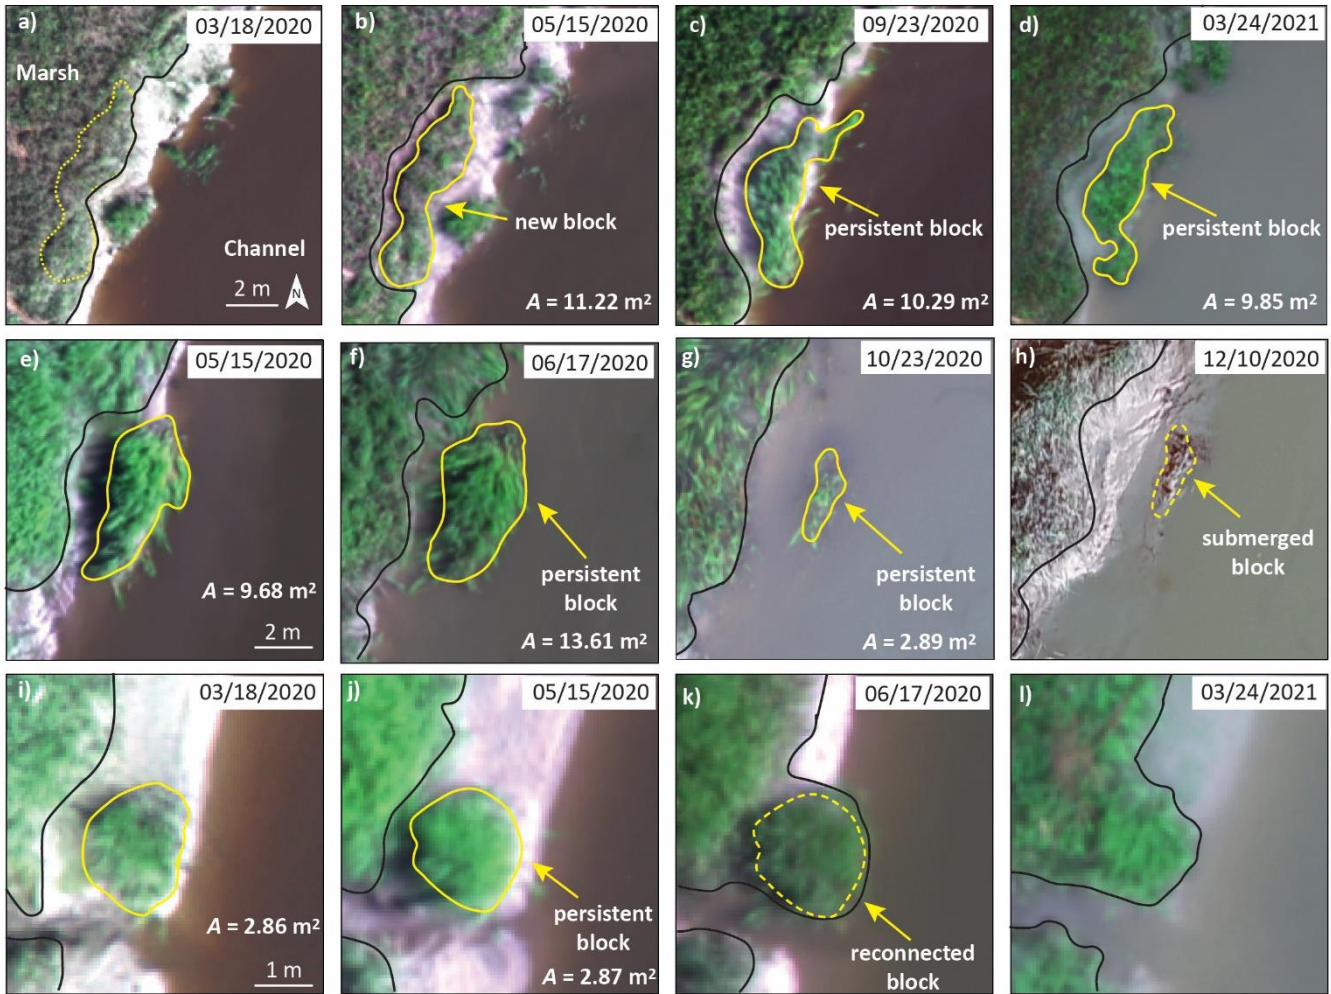 a)
03/18/2020
Marsh
Channel
2 m
N
b)
05/15/2020
new block
A = 11.22 m²
c)
09/23/2020
persistent block
A = 10.29 m²
d)
03/24/2021
persistent block
A = 9.85 m²
e)
05/15/2020
A = 9.68 m²
2 m
f)
06/17/2020
persistent
block
A = 13.61 m²
g)
10/23/2020
persistent
block
A = 2.89 m²
h)
12/10/2020
submerged
block
i)
03/18/2020
A = 2.86 m²
1 m
j)
05/15/2020
persistent
block
A = 2.87 m²
k)
06/17/2020
reconnected
block
l)
03/24/2021